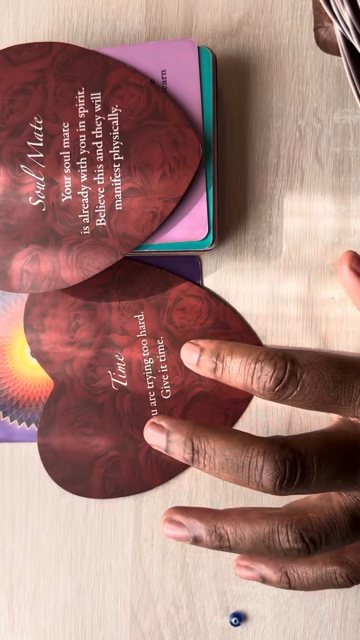 Soul Mate
Your soul mate
is already with you in spirit.
Believe this and they will
manifest physically.
Time
are trying too hard.
Give it time.